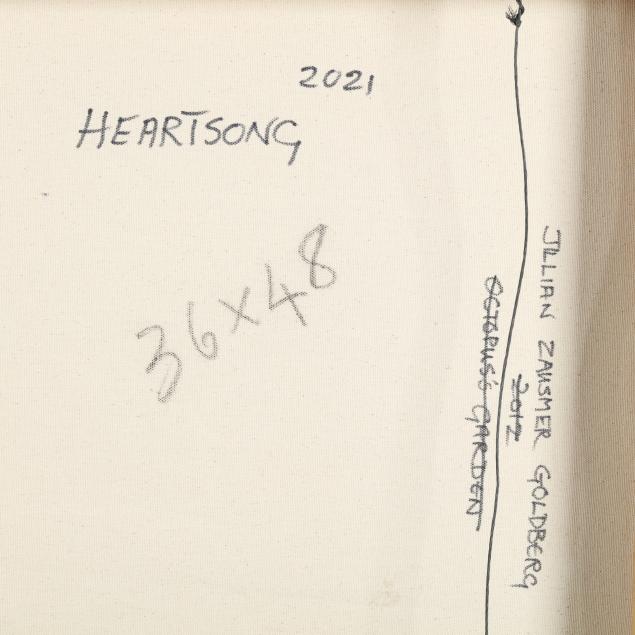 2021
HEARTSONG
36x48
JILLIAN ZAUSMER GOLDBERG
2012
OCTOPUS'S GARDEN